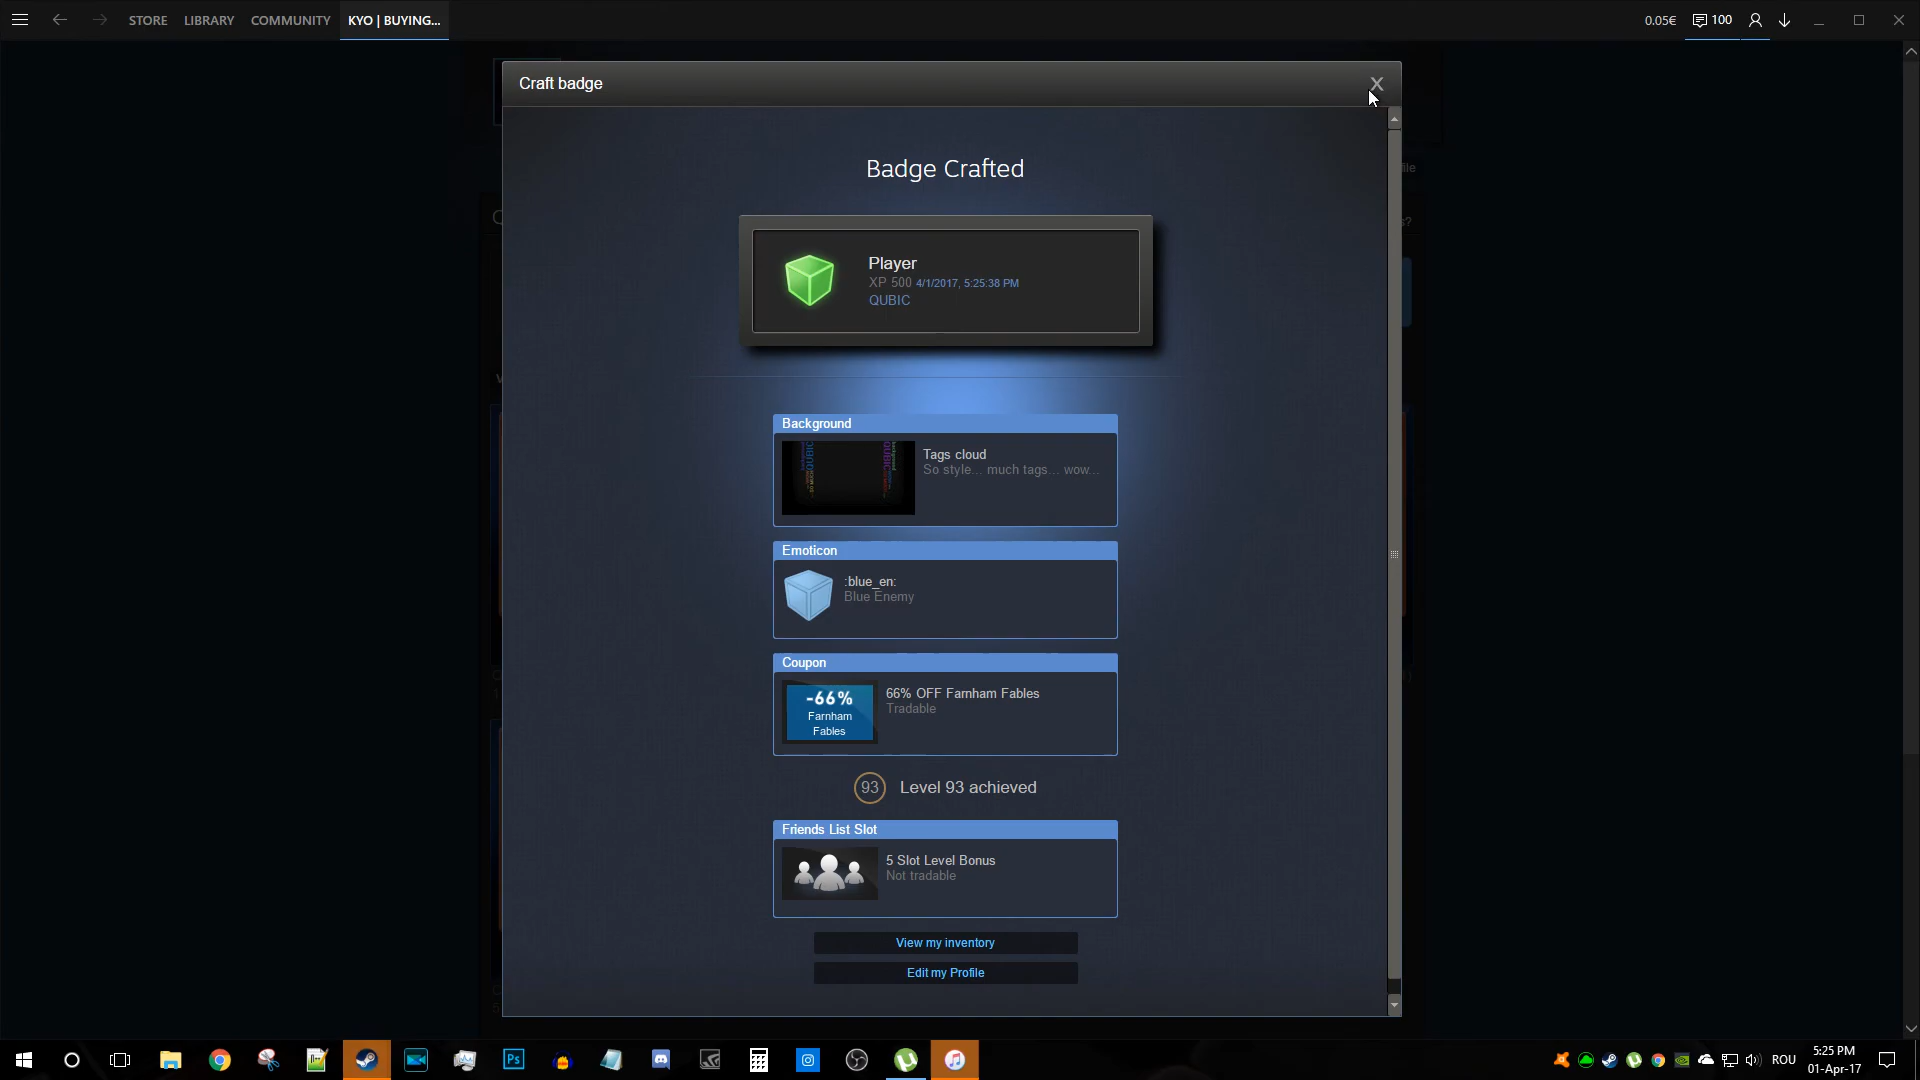 STORE LIBRARY COMMUNITY KYO | BUYING... 0.05€ 100
Craft badge X
Badge Crafted
Player
XP 500 4/1/2017, 5:25:38 PM
QUBIC
Background
Tags cloud
So style... much tags... wow...
Emoticon
:blue_en:
Blue Enemy
Coupon
-66%
Farnham
Fables
66% OFF Farnham Fables
Tradable
93 Level 93 achieved
Friends List Slot
5 Slot Level Bonus
Not tradable
View my inventory
Edit my Profile
Ps
ROU
5:25 PM
01-Apr-17